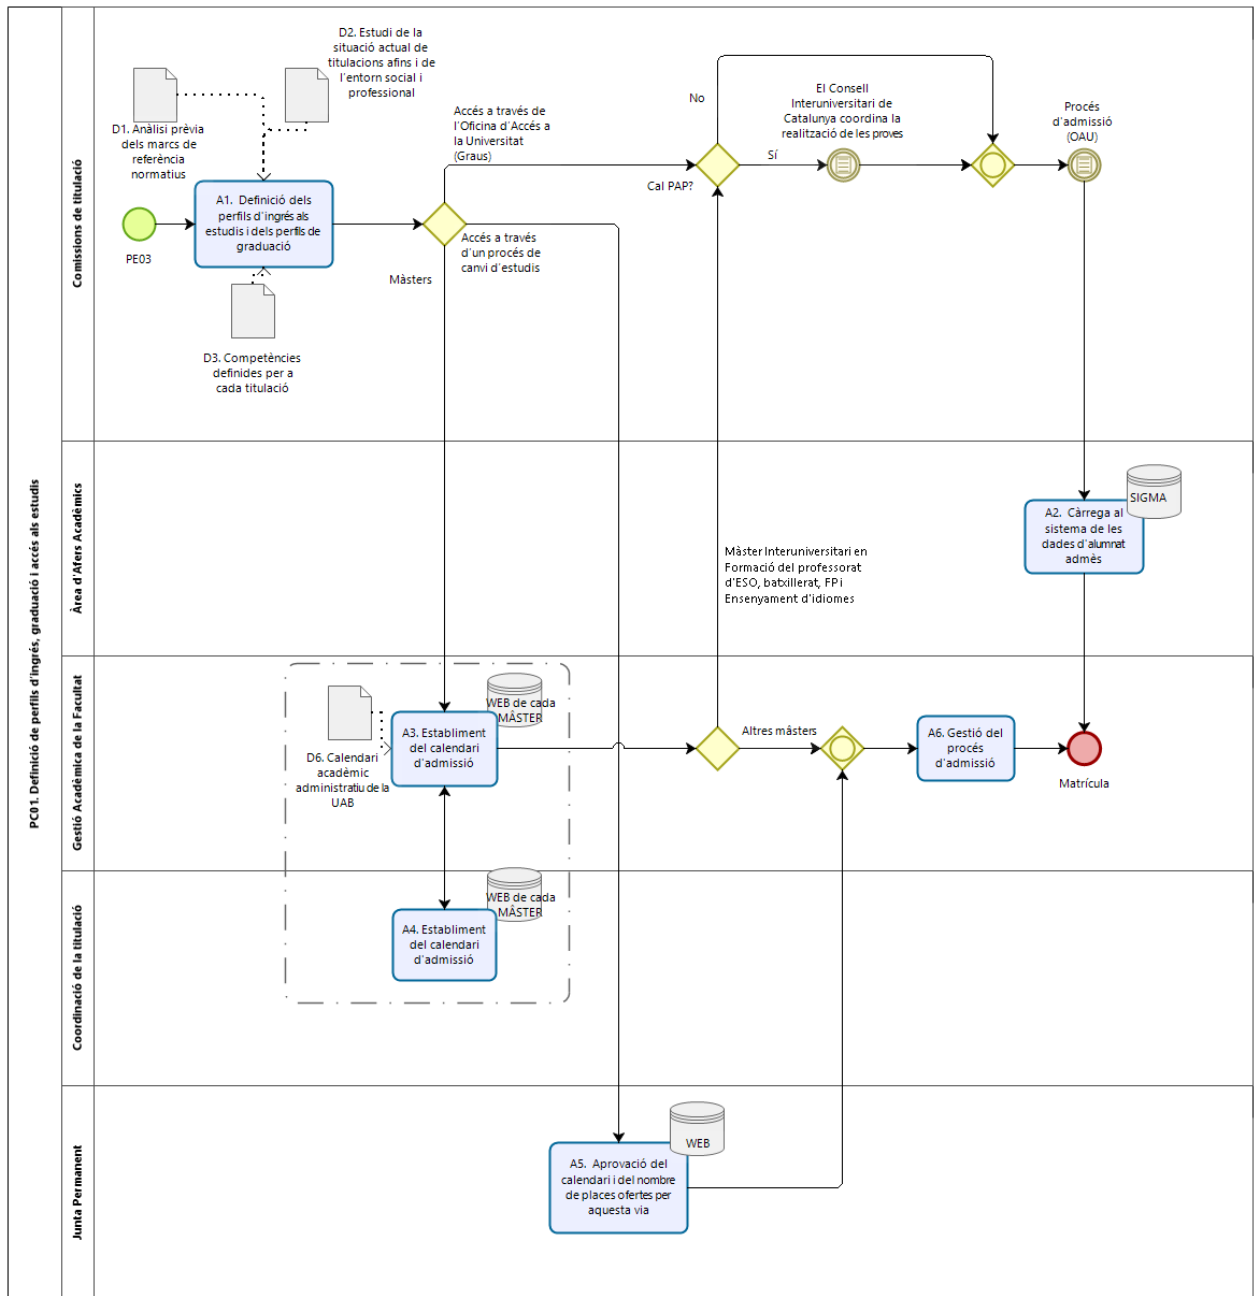 PC01. Definició de perfils d'ingrés, graduació i accés als estudis
Comissions de titulació
D2. Estudi de la
situació actual de
titulacions afins i de
l'entorn social i
professional
D1. Anàlisi prèvia
dels marcs de
referència
normatius
A1. Definició dels
perfils d'ingrés als
estudis i dels perfils de
graduació
PE03
D3. Competències
definides per a
cada titulació
Accés a través de
l'Oficina d'Accés a
la Universitat
(Graus)
Accés a través
d'un procés de
canvi d'estudis
Màsters
No
Cal PAP?
Sí
El Consell
Interuniversitari de
Catalunya coordina la
realització de les proves
Procés
d'admissió
(OAU)
Àrea d'Afers Acadèmics
SIGMA
A2. Càrrega al
sistema de les
dades d'alumnat
admès
Màster Interuniversitari en
Formació del professorat
d'ESO, batxillerat, FP i
Ensenyament d'idiomes
Gestió Acadèmica de la Facultat
WEB de cada
MÂSTER
A3. Establiment
del calendari
d'admissió
D6. Calendari
acadèmic
administratiu de la
UAB
Altres mâsters
A6. Gestió del
procés
d'admissió
Matrícula
Coordinació de la titulació
WEB de cada
MÂSTER
A4. Establiment
del calendari
d'admissió
Junta Permanent
WEB
A5. Aprovació del
calendari i del nombre
de places ofertes per
aquesta via